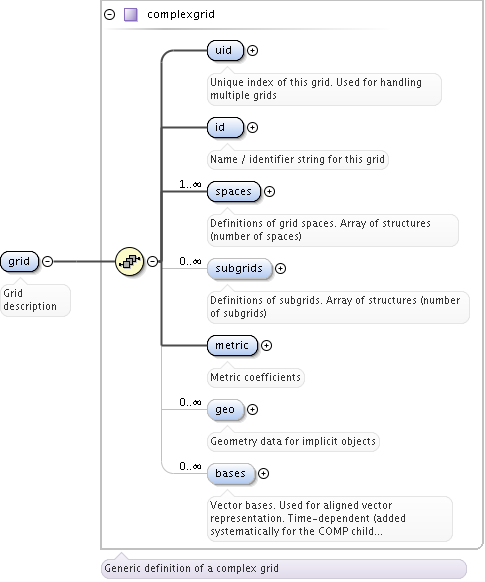 complexgrid
uid
Unique index of this grid. Used for handling
multiple grids
id
Name / identifier string for this grid
1..∞
spaces
Definitions of grid spaces. Array of structures
(number of spaces)
grid
Grid
description
0..∞
subgrids
Definitions of subgrids. Array of structures (number
of subgrids)
metric
Metric coefficients
0..∞
geo
Geometry data for implicit objects
0..∞
bases
Vector bases. Used for aligned vector
representation. Time-dependent (added
systematically for the COMP child...
Generic definition of a complex grid